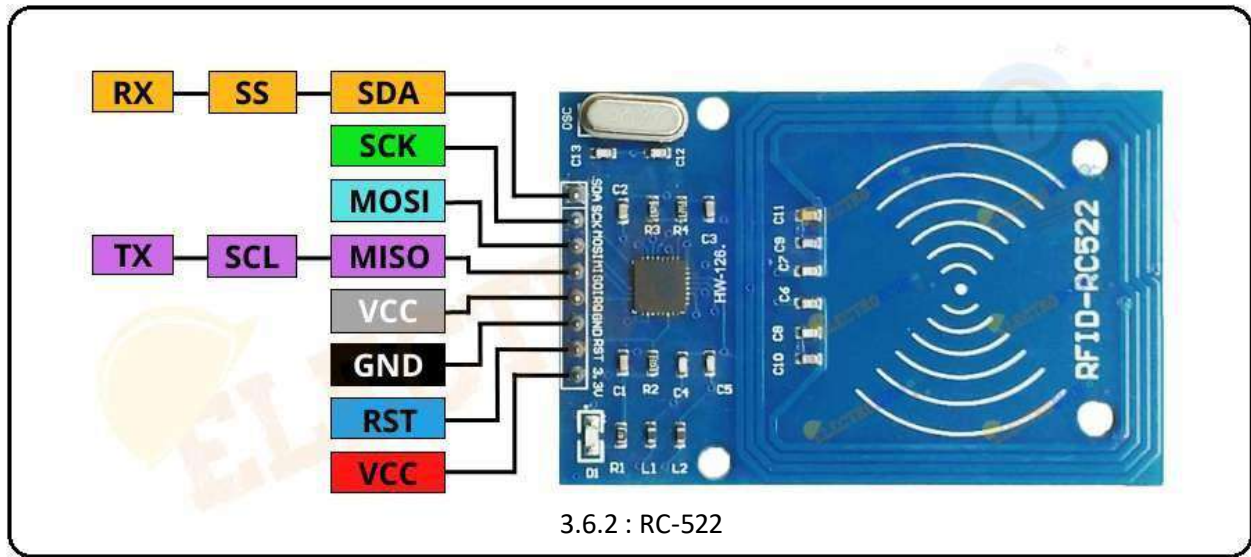 RX SS SDA
SCK
MOSI
TX SCL MISO
VCC
GND
RST
VCC
OSC
C13 C12
SDA SCK MOSI MISO IRQ GND RST 3.3V
C2 R3 R4 C3
HW-126.
C1 R2 C4 C5
D1 R1 L1 L2
C11
C9
C7
C6
C8
C10
RFID-RC522
3.6.2 : RC-522